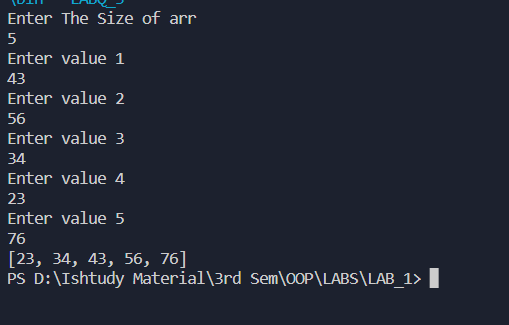 \bin' 'LABQ_3'
Enter The Size of arr
5
Enter value 1
43
Enter value 2
56
Enter value 3
34
Enter value 4
23
Enter value 5
76
[23, 34, 43, 56, 76]
PS D:\Ishtudy Material\3rd Sem\OOP\LABS\LAB_1>